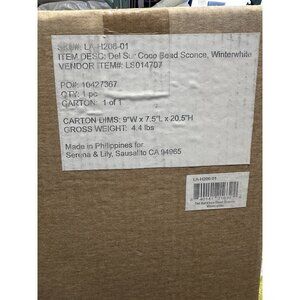 SKU#: LA-H206-01
ITEM DESC: Del Sur Coco Bead Sconce, Winterwhite
VENDOR ITEM#: LS014707
PO#: 10427367
QTY: 1 pc
CARTON: 1 of 1
CARTON DIMS: 9"W x 7.5"L x 20.5"H
GROSS WEIGHT: 4.4 lbs
Made in Philippines for
Serena & Lily, Sausalito CA 94965
LA-H206-01